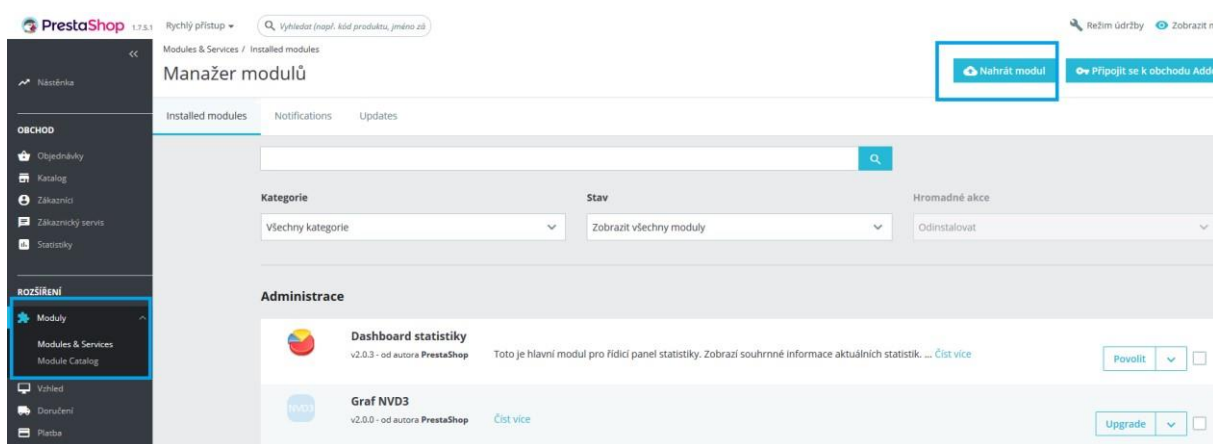 PrestaShop 1.7.5.1 Rychlý přístup Vyhledat (např. kód produktu, jméno zá Režim údržby Zobrazit
Modules & Services / Installed modules
Manažer modulů
Nahrát modul Připojit se k obchodu Addo
Installed modules Notifications Updates
Nástěnka
OBCHOD
Objednávky
Katalog
Zákazníci
Zákaznický servis
Statistiky
ROZŠÍŘENÍ
Moduly
Modules & Services
Module Catalog
Vzhled
Doručení
Platba
Kategorie Stav Hromadné akce
Všechny kategorie Zobrazit všechny moduly Odinstalovat
Administrace
Dashboard statistiky
v2.0.3 - od autora PrestaShop Toto je hlavní modul pro řídicí panel statistiky. Zobrazí souhrnné informace aktuálních statistik. ... Číst více Povolit
NVD3 Graf NVD3
v2.0.0 - od autora PrestaShop Číst více Upgrade